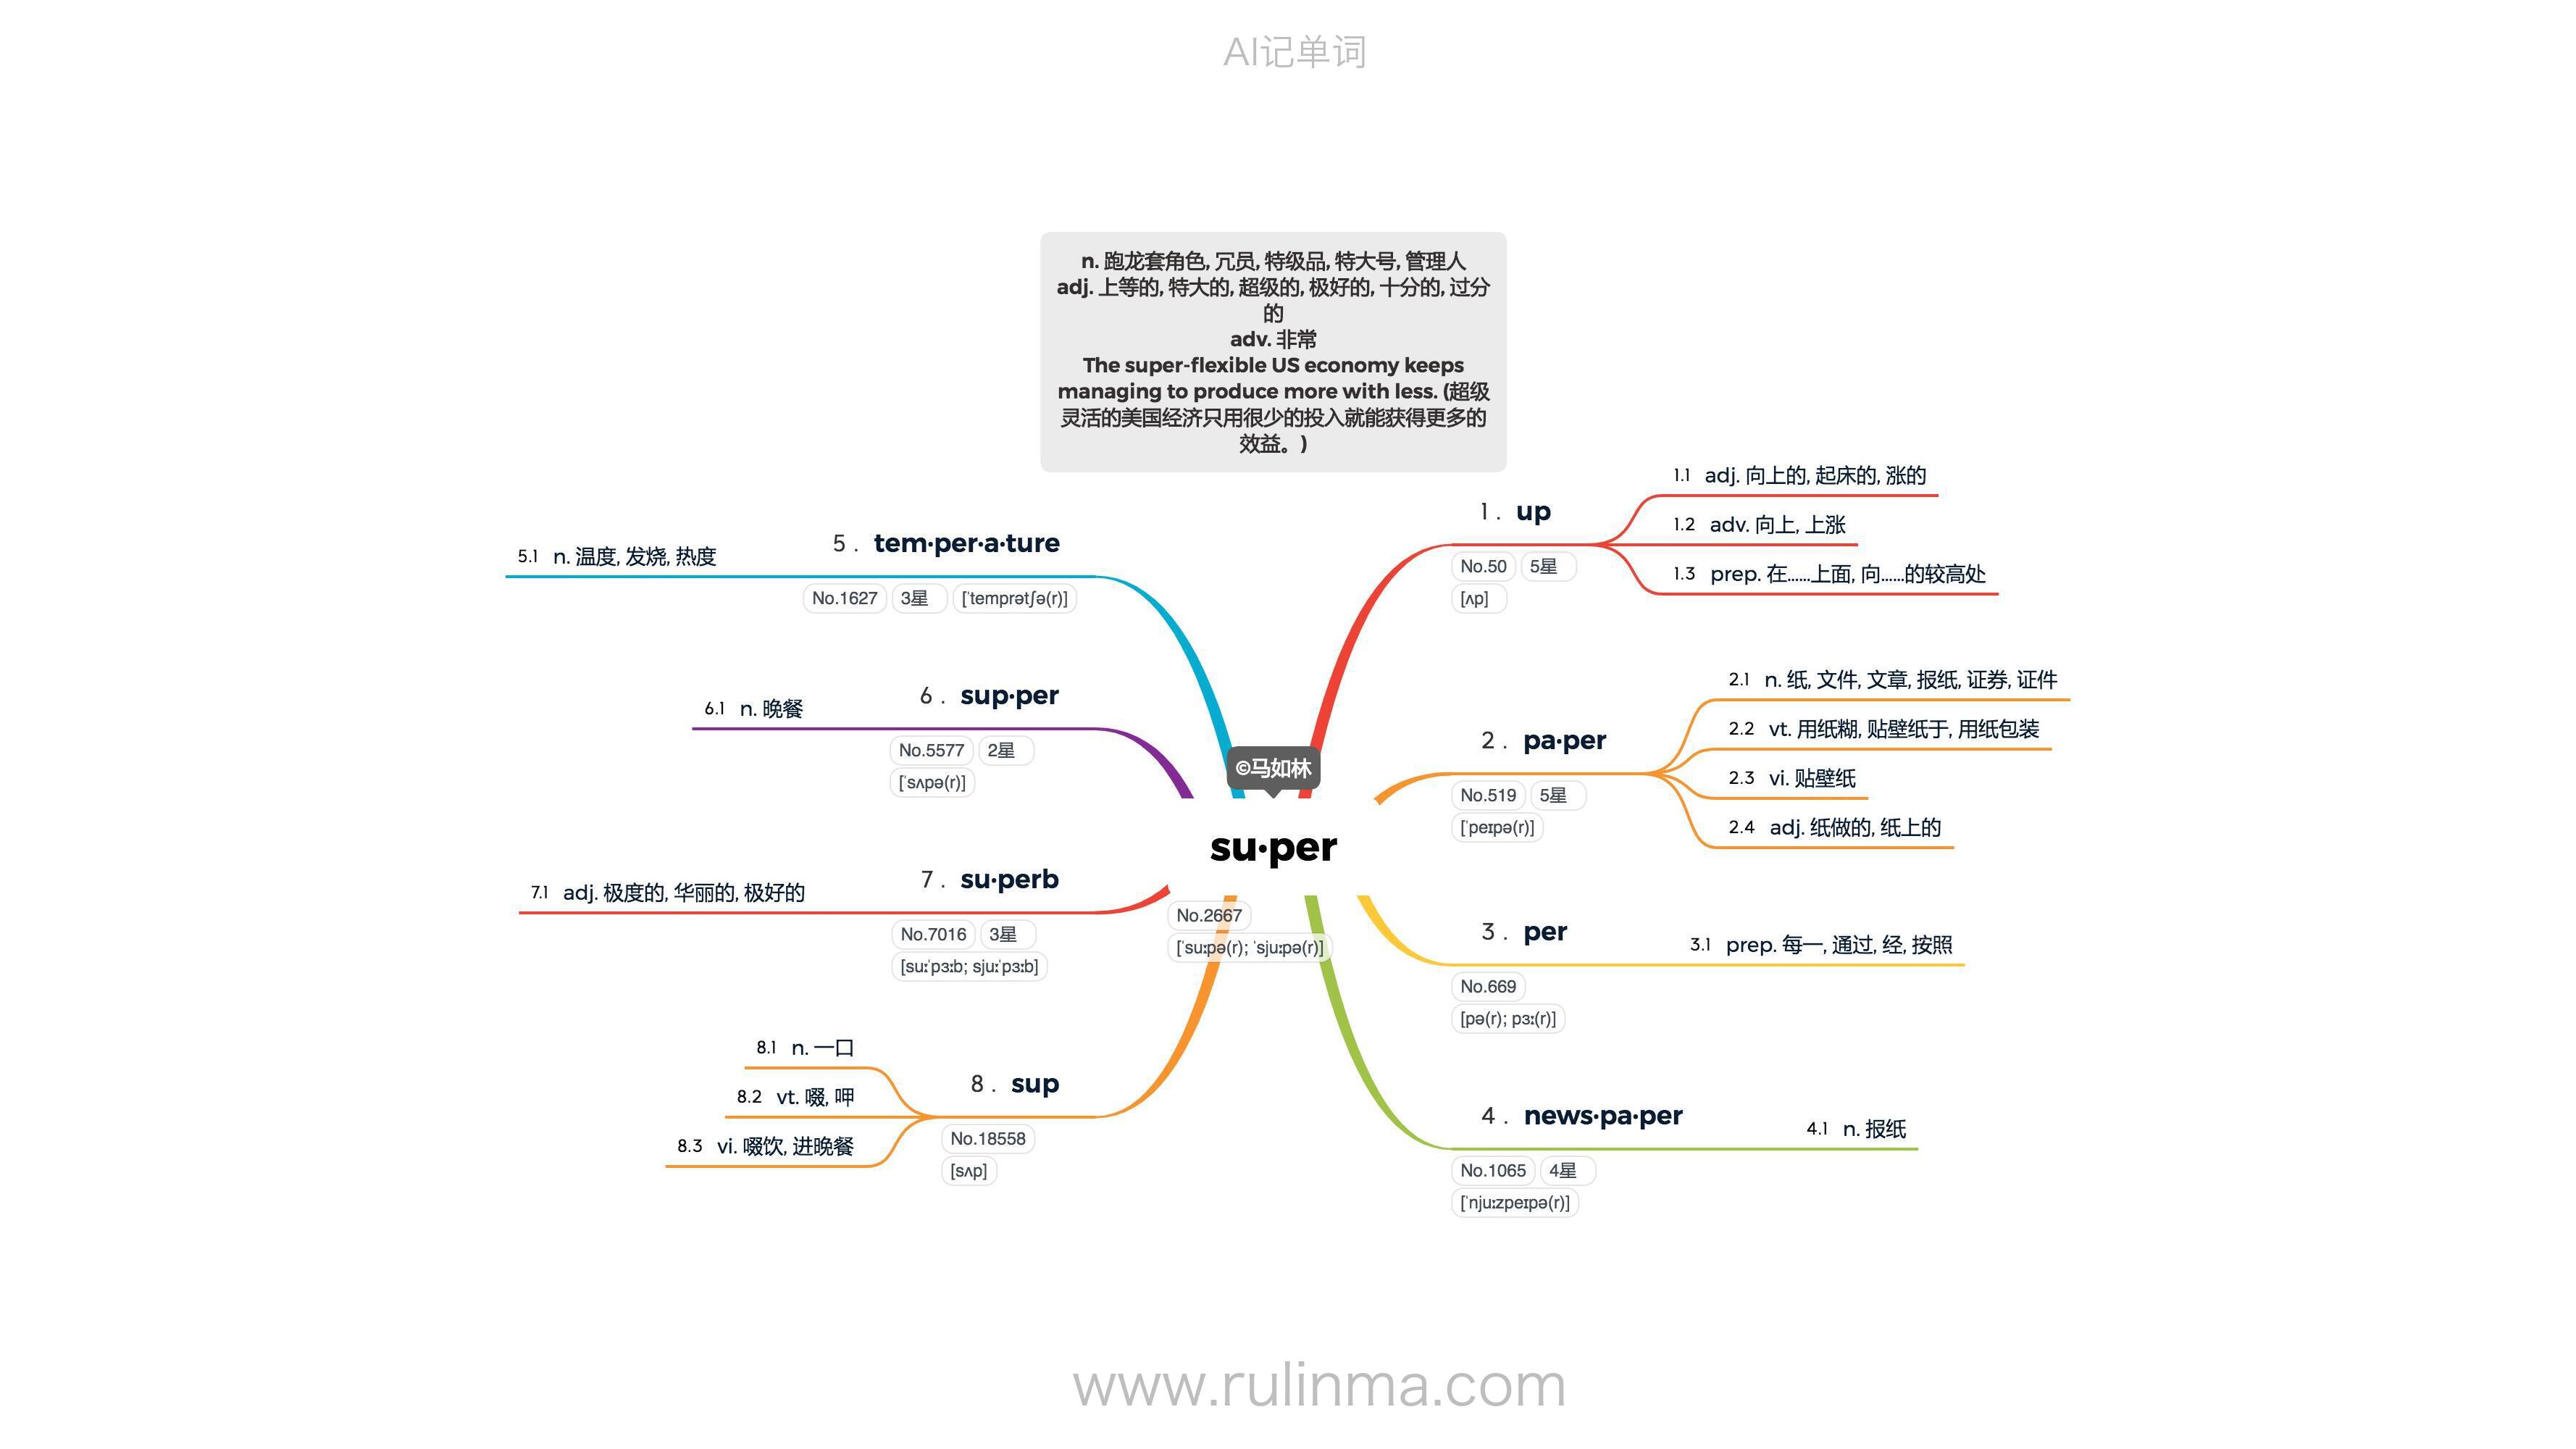 AI记单词
n. 跑龙套角色, 冗员, 特级品, 特大号, 管理人
adj. 上等的, 特大的, 超级的, 极好的, 十分的, 过分
的
adv. 非常
The super-flexible US economy keeps
managing to produce more with less. (超级
灵活的美国经济只用很少的投入就能获得更多的
效益。)
©马如林
su·per
No.2667
[ˈsuːpə(r); ˈsjuːpə(r)]
1. up
No.50 5星
[ʌp]
1.1 adj. 向上的, 起床的, 涨的
1.2 adv. 向上, 上涨
1.3 prep. 在……上面, 向……的较高处
2. pa·per
No.519 5星
[ˈpeɪpə(r)]
2.1 n. 纸, 文件, 文章, 报纸, 证券, 证件
2.2 vt. 用纸糊, 贴壁纸于, 用纸包装
2.3 vi. 贴壁纸
2.4 adj. 纸做的, 纸上的
3. per
No.669
[pə(r); pɜː(r)]
3.1 prep. 每一, 通过, 经, 按照
4. news·pa·per
No.1065 4星
[ˈnjuːzpeɪpə(r)]
4.1 n. 报纸
5. tem·per·a·ture
No.1627 3星 [ˈtemprətʃə(r)]
5.1 n. 温度, 发烧, 热度
6. sup·per
No.5577 2星
[ˈsʌpə(r)]
6.1 n. 晚餐
7. su·perb
No.7016 3星
[suːˈpɜːb; sjuːˈpɜːb]
7.1 adj. 极度的, 华丽的, 极好的
8. sup
No.18558
[sʌp]
8.1 n. 一口
8.2 vt. 啜, 呷
8.3 vi. 啜饮, 进晚餐
www.rulinma.com